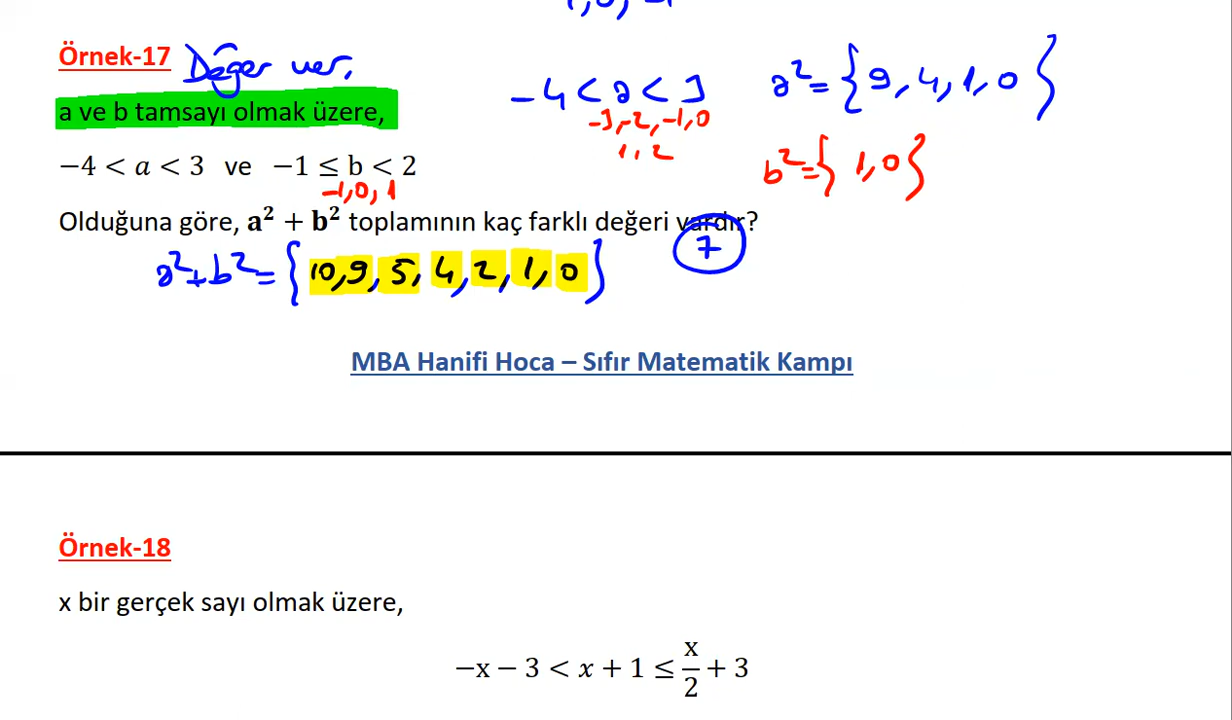 1, 0, -1
Örnek-17 Değer ver.
-4 < a < 3 a² = { 9, 4, 1, 0 }
a ve b tamsayı olmak üzere,
-3, -2, -1, 0
1, 2
−4 < a < 3 ve −1 ≤ b < 2 b² = { 1, 0 }
-1, 0, 1
Olduğuna göre, a² + b² toplamının kaç farklı değeri vardır?
7
a² + b² = { 10, 9, 5, 4, 2, 1, 0 }
MBA Hanifi Hoca – Sıfır Matematik Kampı
Örnek-18
x bir gerçek sayı olmak üzere,
−x − 3 < x + 1 ≤ x/2 + 3